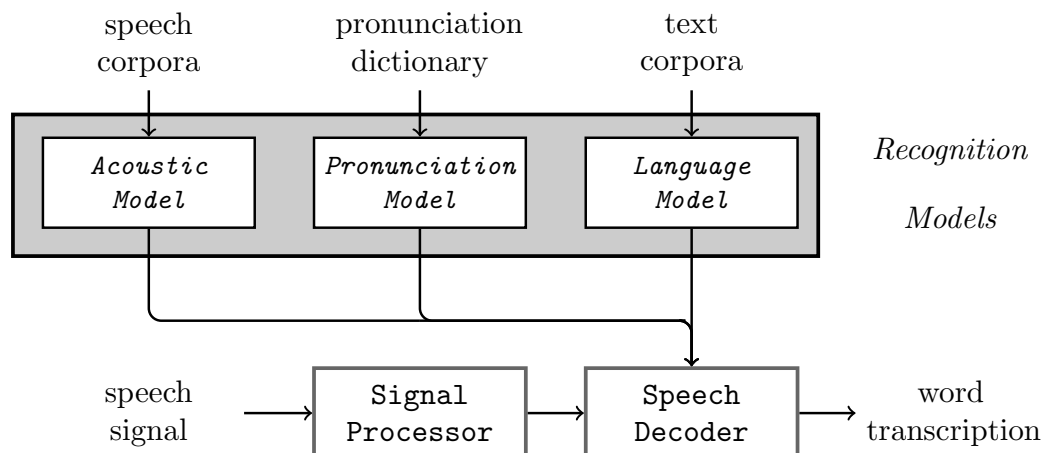 speech
corpora
pronunciation
dictionary
text
corpora
Acoustic
Model
Pronunciation
Model
Language
Model
Recognition
Models
speech
signal
Signal
Processor
Speech
Decoder
word
transcription